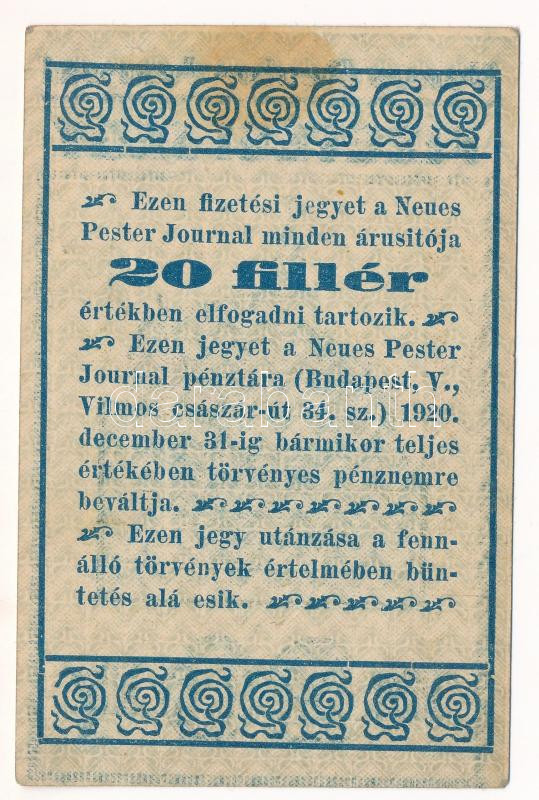 Ezen fizetési jegyet a Neues
Pester Journal minden árusitója
20 fillér
értékben elfogadni tartozik.
Ezen jegyet a Neues Pester
Journal pénztára (Budapest, V.,
Vilmos császár-út 34. sz.) 1920.
december 31-ig bármikor teljes
értékében törvényes pénznemre
beváltja.
Ezen jegy utánzása a fenn-
álló törvények értelmében bün-
tetés alá esik.
darabanth